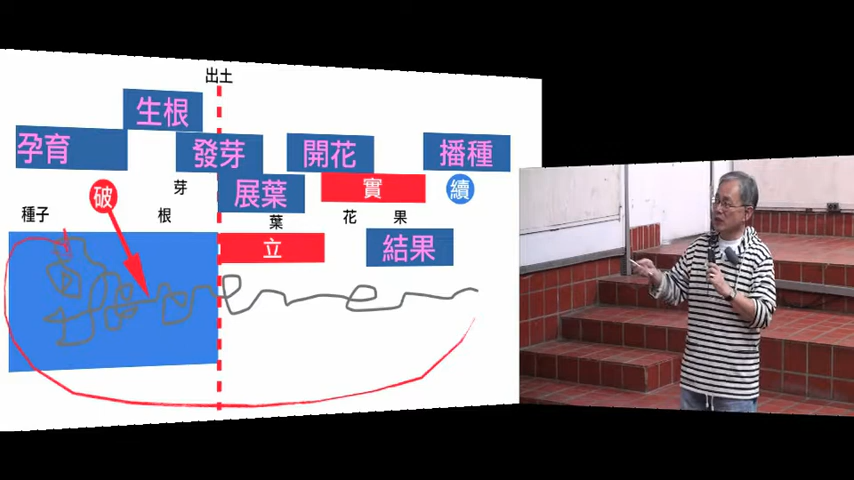 出土
生根
孕育
發芽
開花
播種
破
芽
展葉
實
續
種子
根
葉
花
果
立
結果